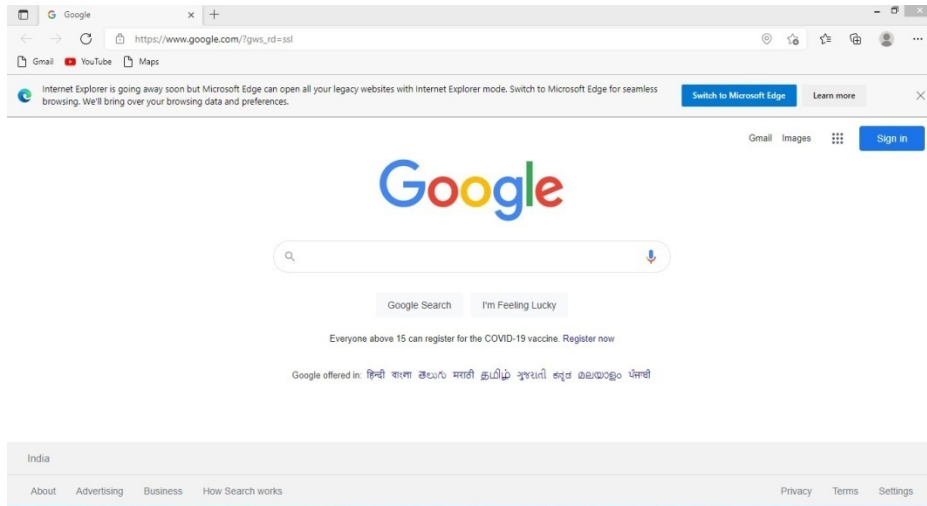 Google
https://www.google.com/?gws_rd=ssl
Gmail YouTube Maps
Internet Explorer is going away soon but Microsoft Edge can open all your legacy websites with Internet Explorer mode. Switch to Microsoft Edge for seamless
browsing. We'll bring over your browsing data and preferences.
Switch to Microsoft Edge
Learn more
Gmail Images
Sign in
Google
Google Search I'm Feeling Lucky
Everyone above 15 can register for the COVID-19 vaccine. Register now
Google offered in: हिन्दी বাংলা తెలుగు मराठी தமிழ் ગુજરાતી ಕನ್ನಡ മലയാളം ਪੰਜਾਬੀ
India
About Advertising Business How Search works Privacy Terms Settings